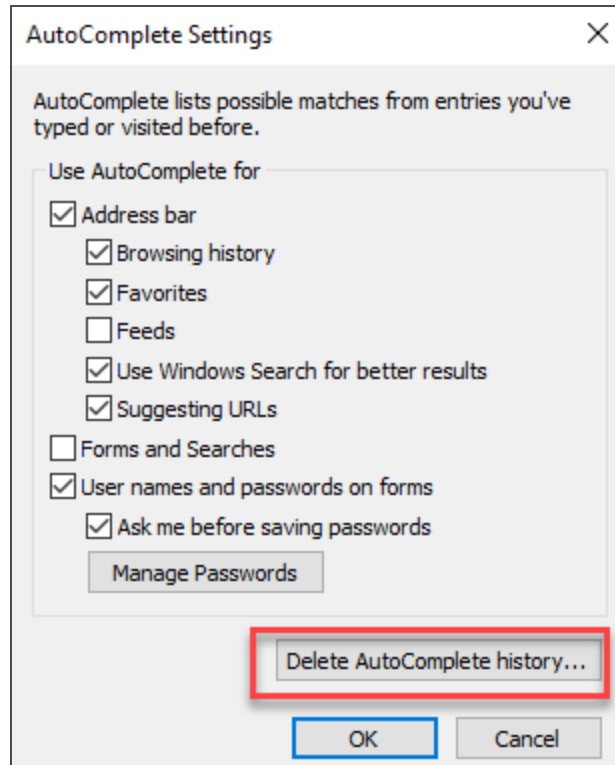 AutoComplete Settings
AutoComplete lists possible matches from entries you've
typed or visited before.
Use AutoComplete for
Address bar
Browsing history
Favorites
Feeds
Use Windows Search for better results
Suggesting URLs
Forms and Searches
User names and passwords on forms
Ask me before saving passwords
Manage Passwords
Delete AutoComplete history...
OK Cancel